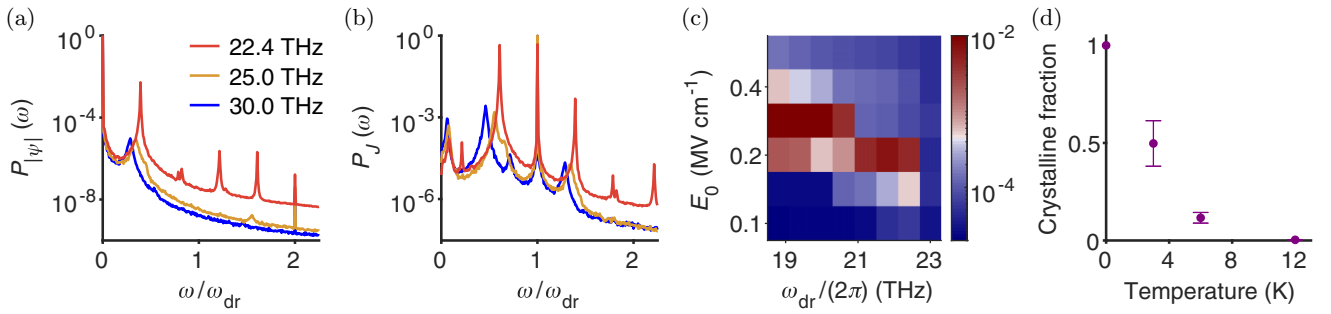 (a)
10^0
10^-4
10^-8
P_|ψ| (ω)
22.4 THz
25.0 THz
30.0 THz
0 1 2
ω/ω_dr
(b)
10^0
10^-3
10^-6
P_J (ω)
0 1 2
ω/ω_dr
(c)
0.4
0.2
0.1
E_0 (MV cm^-1)
19 21 23
ω_dr/(2π) (THz)
10^-2
10^-4
(d)
1
0.5
0
Crystalline fraction
0 4 8 12
Temperature (K)